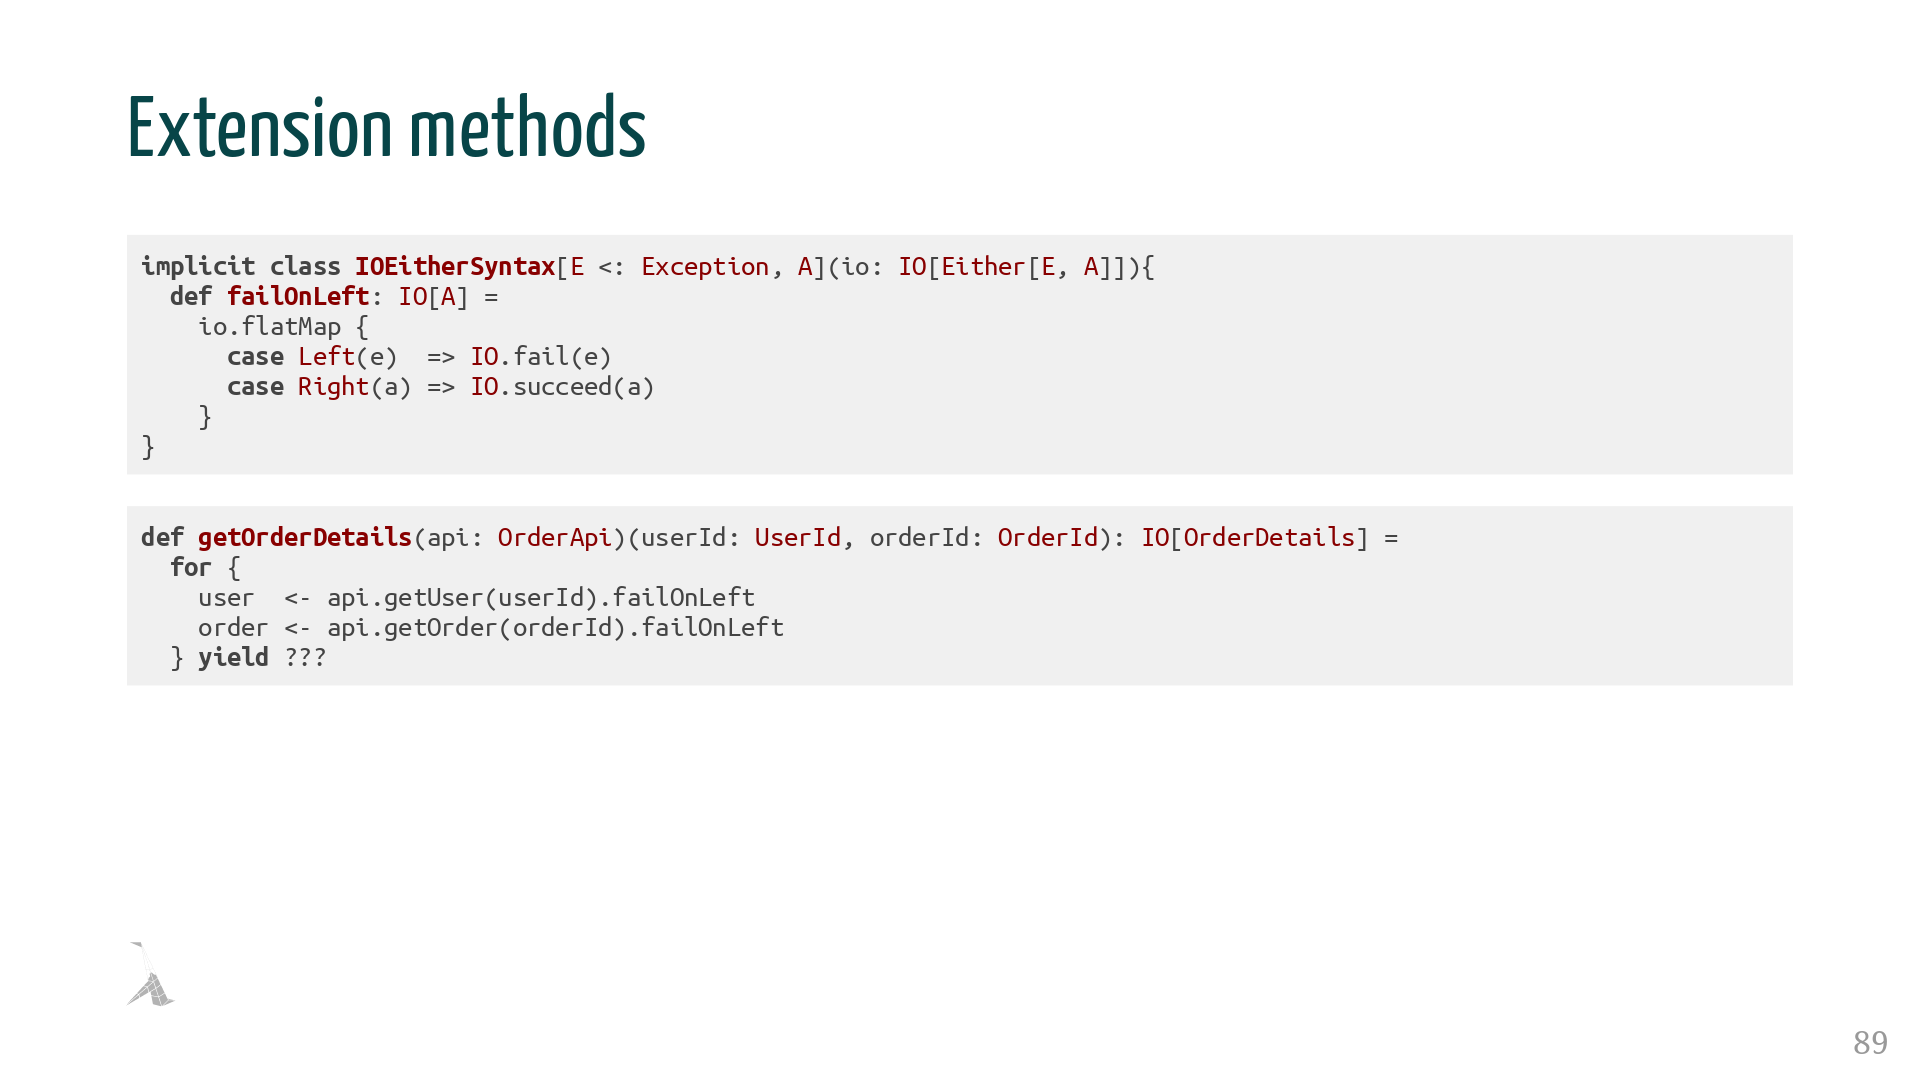 Extension methods
implicit class IOEitherSyntax[E <: Exception, A](io: IO[Either[E, A]]){
  def failOnLeft: IO[A] =
    io.flatMap {
      case Left(e)  => IO.fail(e)
      case Right(a) => IO.succeed(a)
    }
}
def getOrderDetails(api: OrderApi)(userId: UserId, orderId: OrderId): IO[OrderDetails] =
  for {
    user  <- api.getUser(userId).failOnLeft
    order <- api.getOrder(orderId).failOnLeft
  } yield ???
89